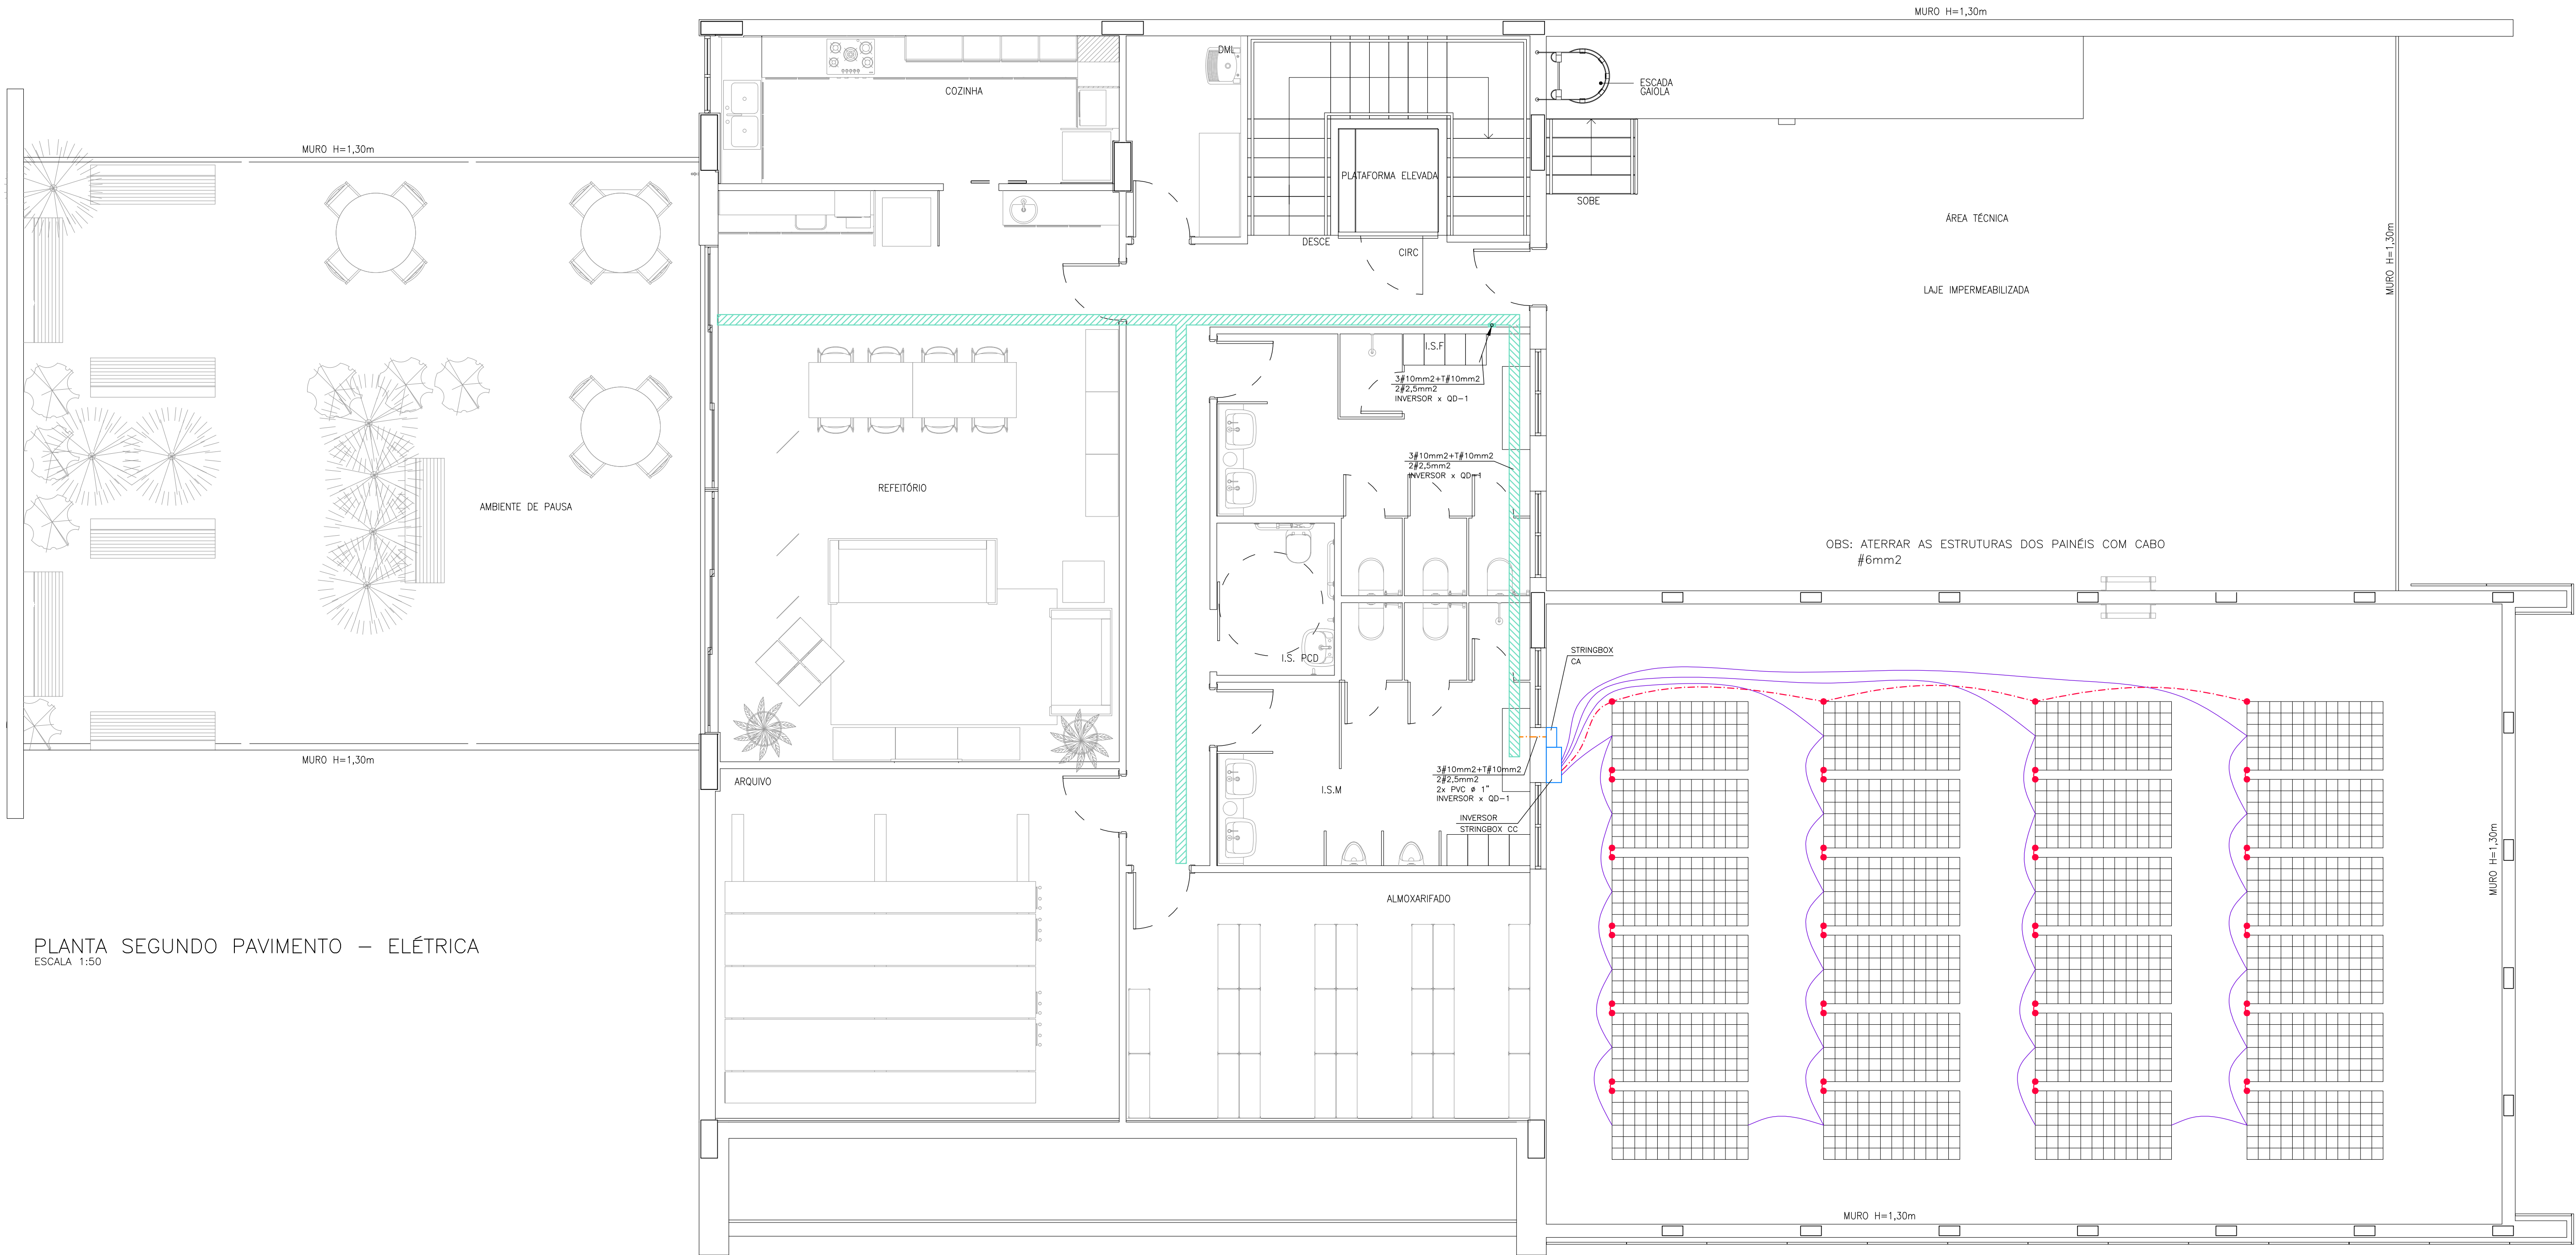 MURO H=1,30m
DML
ESCADA
GAIOLA
COZINHA
MURO H=1,30m
PLATAFORMA ELEVADA
SOBE
ÁREA TÉCNICA
DESCE
CIRC
MURO H=1,30m
LAJE IMPERMEABILIZADA
I.S.F
3#10mm2+T#10mm2
2#2,5mm2
INVERSOR x QD-1
3#10mm2+T#10mm2
2#2,5mm2
INVERSOR x QD-1
REFEITÓRIO
AMBIENTE DE PAUSA
OBS: ATERRAR AS ESTRUTURAS DOS PAINÉIS COM CABO
#6mm2
STRINGBOX
CA
I.S. PCD
MURO H=1,30m
ARQUIVO
3#10mm2+T#10mm2
2#2,5mm2
2x PVC ø 1"
INVERSOR x QD-1
I.S.M
INVERSOR
STRINGBOX CC
MURO H=1,30m
ALMOXARIFADO
PLANTA SEGUNDO PAVIMENTO - ELÉTRICA
ESCALA 1:50
MURO H=1,30m